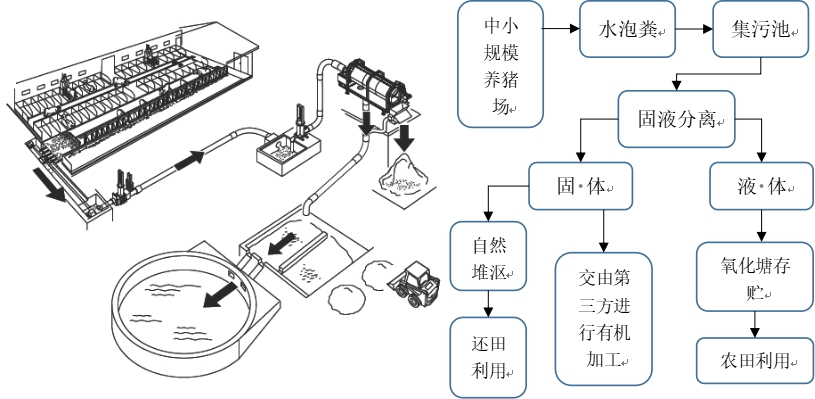 中小
规模
养猪
场
水泡粪
集污池
固液分离
固 体
液 体
自然
堆沤
交由第
三方进
行有机
加工
氧化塘存
贮
还田
利用
农田利用